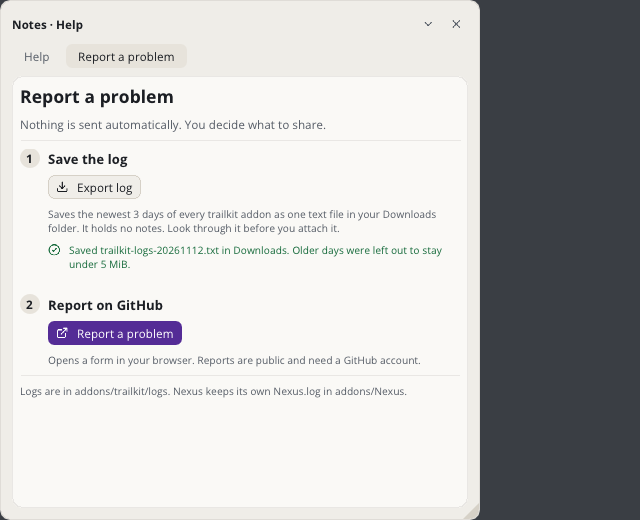 Notes · Help
Help
Report a problem
Report a problem
Nothing is sent automatically. You decide what to share.
1
Save the log
Export log
Saves the newest 3 days of every trailkit addon as one text file in your Downloads
folder. It holds no notes. Look through it before you attach it.
Saved trailkit-logs-20261112.txt in Downloads. Older days were left out to stay
under 5 MiB.
2
Report on GitHub
Report a problem
Opens a form in your browser. Reports are public and need a GitHub account.
Logs are in addons/trailkit/logs. Nexus keeps its own Nexus.log in addons/Nexus.